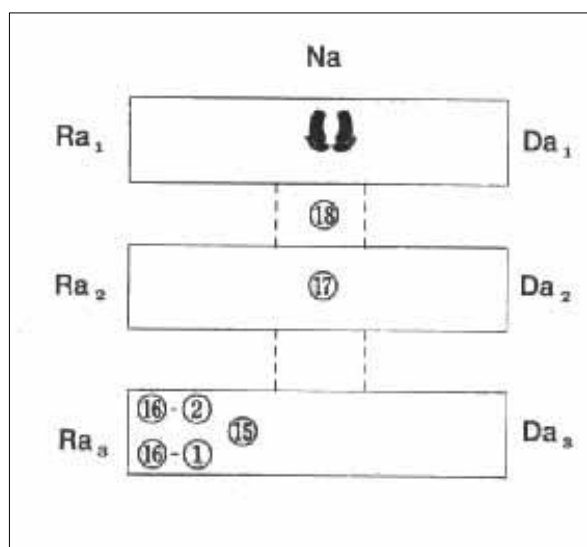 Na
Ra₁ Da₁
⑱
Ra₂ ⑰ Da₂
⑯-②
Ra₃ ⑮ Da₃
⑯-①